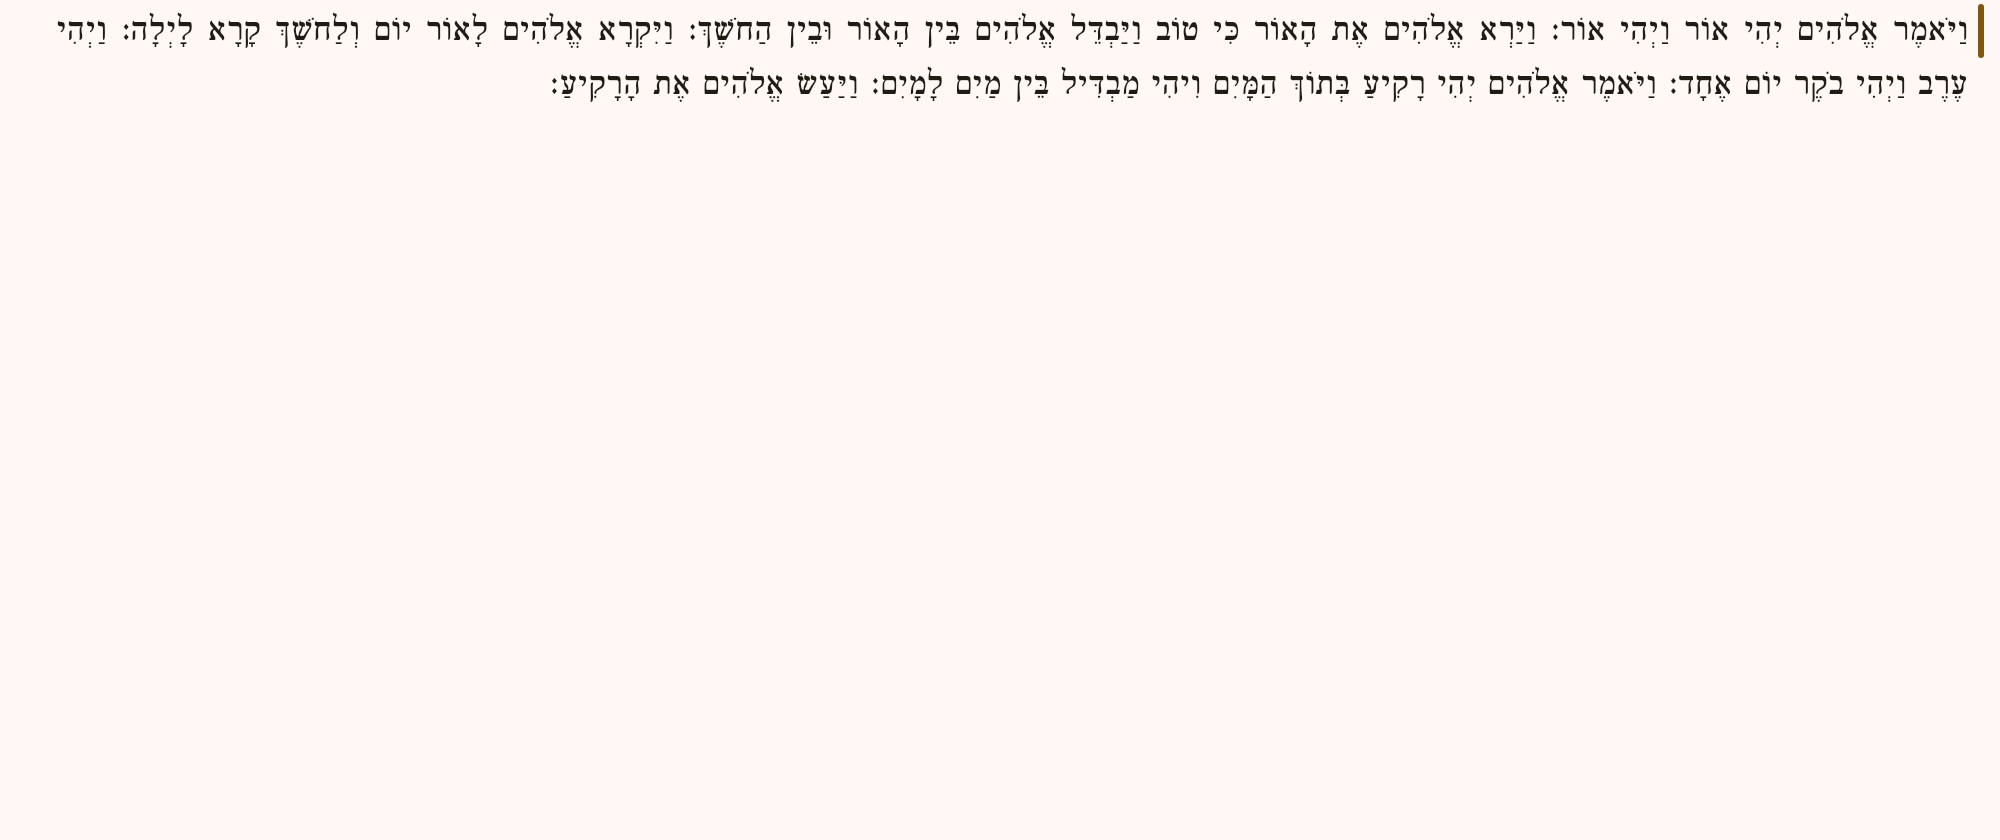 וַיֹּאמֶר אֱלֹהִים יְהִי אוֹר וַיְהִי אוֹר: וַיַּרְא אֱלֹהִים אֶת הָאוֹר כִּי טוֹב וַיַּבְדֵּל אֱלֹהִים בֵּין הָאוֹר וּבֵין הַחֹשֶׁךְ: וַיִּקְרָא אֱלֹהִים לָאוֹר יוֹם וְלַחֹשֶׁךְ קָרָא לָיְלָה: וַיְהִי
עֶרֶב וַיְהִי בֹקֶר יוֹם אֶחָד: וַיֹּאמֶר אֱלֹהִים יְהִי רָקִיעַ בְּתוֹךְ הַמָּיִם וִיהִי מַבְדִּיל בֵּין מַיִם לָמָיִם: וַיַּעַשׂ אֱלֹהִים אֶת הָרָקִיעַ: